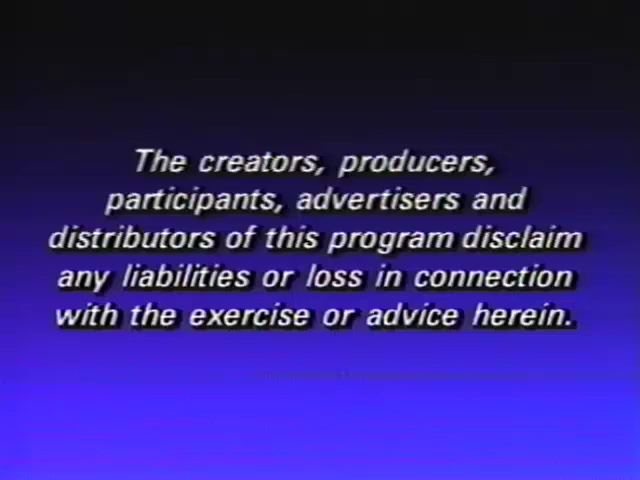 The creators, producers,
participants, advertisers and
distributors of this program disclaim
any liabilities or loss in connection
with the exercise or advice herein.